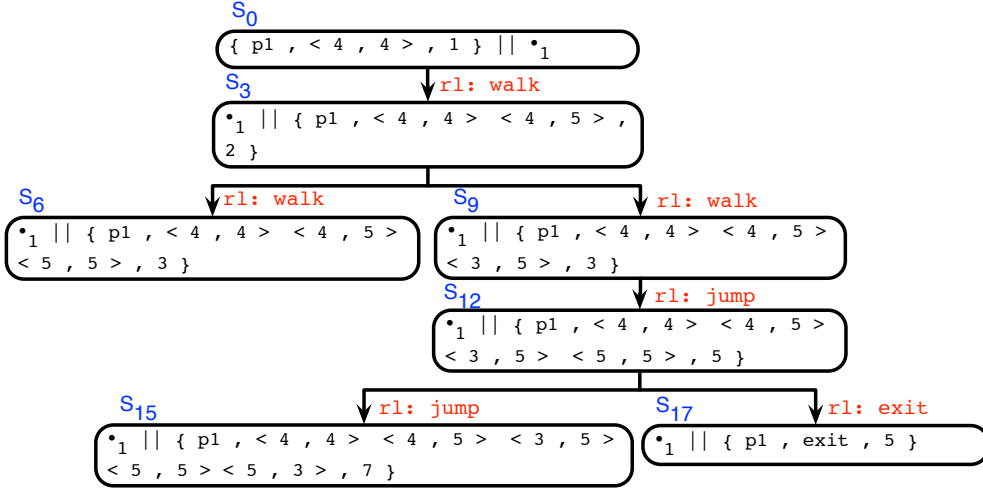 S0
{ p1 , < 4 , 4 > , 1 } || •1
rl: walk
S3
•1 || { p1 , < 4 , 4 > < 4 , 5 > ,
2 }
rl: walk
rl: walk
S6
•1 || { p1 , < 4 , 4 > < 4 , 5 >
< 5 , 5 > , 3 }
S9
•1 || { p1 , < 4 , 4 > < 4 , 5 >
< 3 , 5 > , 3 }
rl: jump
S12
•1 || { p1 , < 4 , 4 > < 4 , 5 >
< 3 , 5 > < 5 , 5 > , 5 }
rl: jump
rl: exit
S15
•1 || { p1 , < 4 , 4 > < 4 , 5 > < 3 , 5 >
< 5 , 5 > < 5 , 3 > , 7 }
S17
•1 || { p1 , exit , 5 }